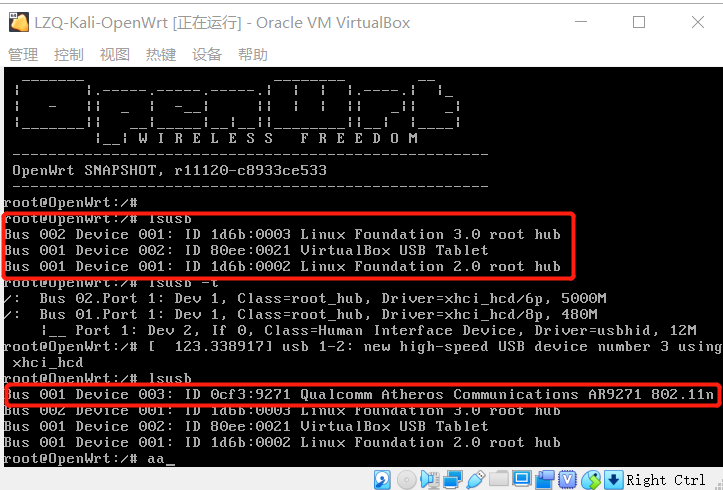 LZQ-Kali-OpenWrt [正在运行] - Oracle VM VirtualBox
管理 控制 视图 热键 设备 帮助
OpenWrt
W I R E L E S S   F R E E D O M
-----------------------------------------------------
OpenWrt SNAPSHOT, r11120-c8933ce533
-----------------------------------------------------
root@OpenWrt:/#
root@OpenWrt:/# lsusb
Bus 002 Device 001: ID 1d6b:0003 Linux Foundation 3.0 root hub
Bus 001 Device 002: ID 80ee:0021 VirtualBox USB Tablet
Bus 001 Device 001: ID 1d6b:0002 Linux Foundation 2.0 root hub
root@OpenWrt:/# lsusb -t
/:  Bus 02.Port 1: Dev 1, Class=root_hub, Driver=xhci_hcd/6p, 5000M
/:  Bus 01.Port 1: Dev 1, Class=root_hub, Driver=xhci_hcd/8p, 480M
    |__ Port 1: Dev 2, If 0, Class=Human Interface Device, Driver=usbhid, 12M
root@OpenWrt:/# [  123.338917] usb 1-2: new high-speed USB device number 3 using
xhci_hcd
root@OpenWrt:/# lsusb
Bus 001 Device 003: ID 0cf3:9271 Qualcomm Atheros Communications AR9271 802.11n
Bus 002 Device 001: ID 1d6b:0003 Linux Foundation 3.0 root hub
Bus 001 Device 002: ID 80ee:0021 VirtualBox USB Tablet
Bus 001 Device 001: ID 1d6b:0002 Linux Foundation 2.0 root hub
root@OpenWrt:/# aa_
Right Ctrl